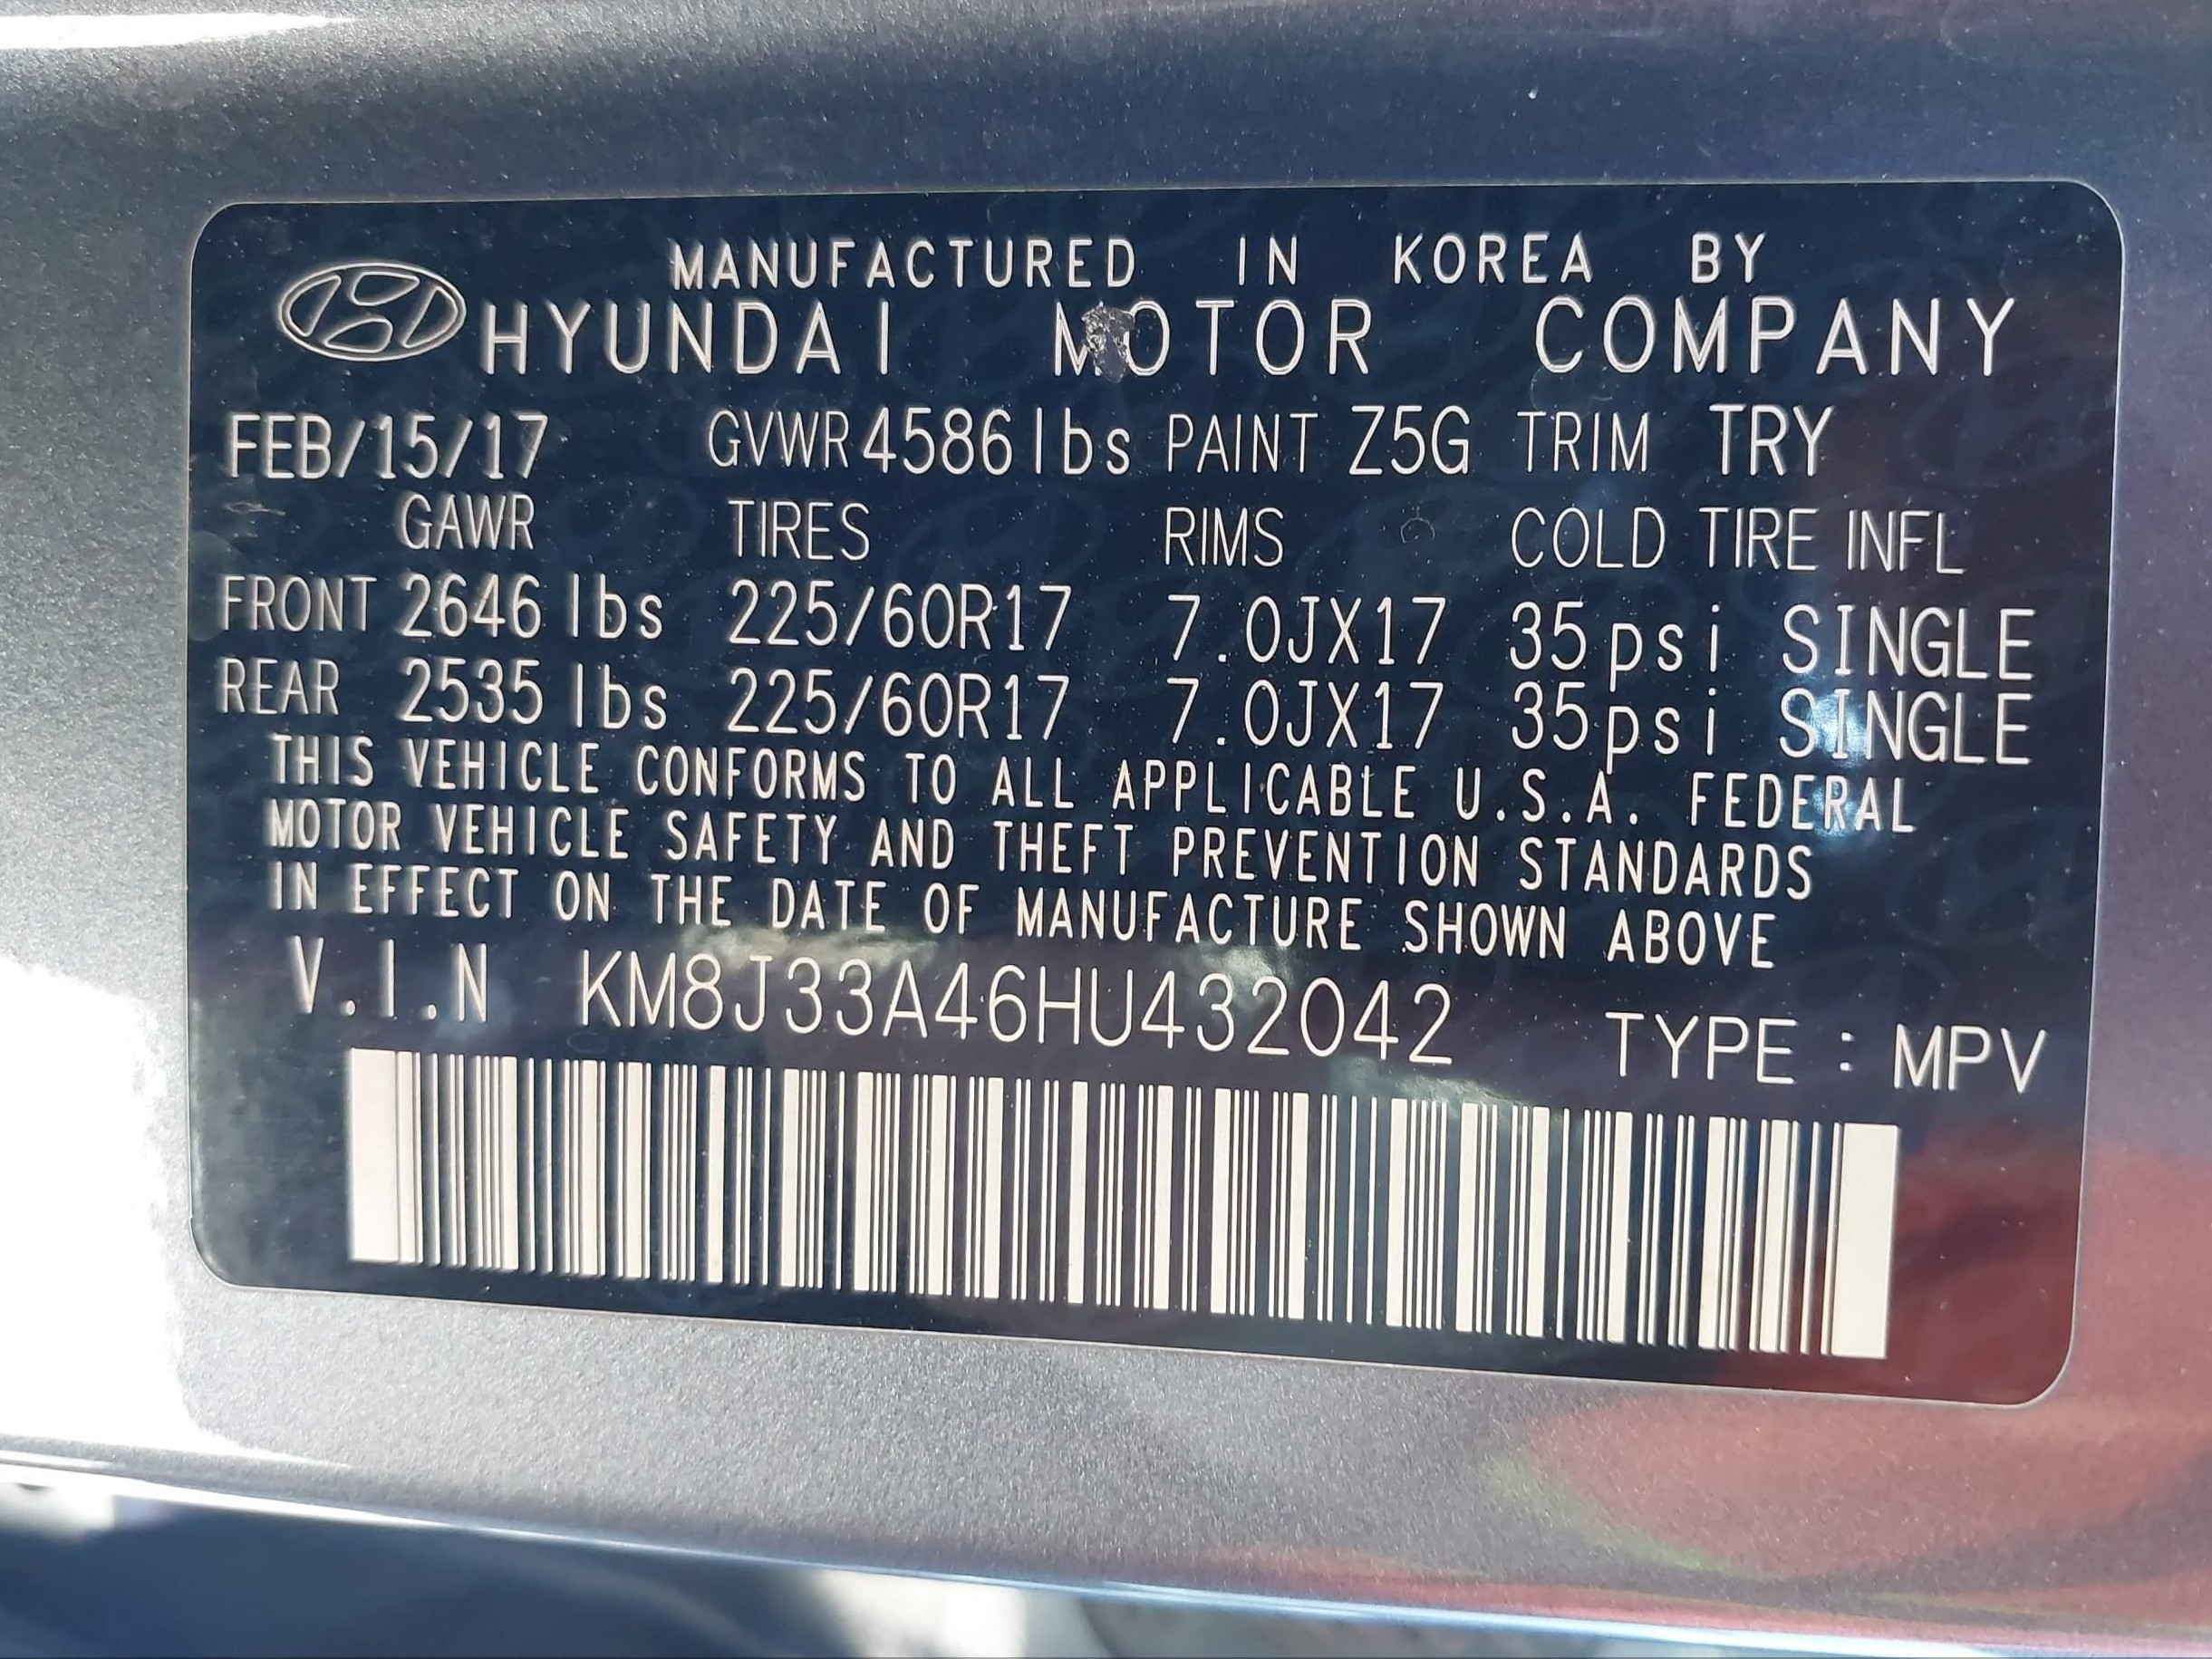 MANUFACTURED IN KOREA BY
HYUNDAI MOTOR COMPANY
FEB/15/17 GVWR 4586 lbs PAINT Z5G TRIM TRY
GAWR TIRES RIMS COLD TIRE INFL
FRONT 2646 lbs 225/60R17 7.0JX17 35psi SINGLE
REAR 2535 lbs 225/60R17 7.0JX17 35psi SINGLE
THIS VEHICLE CONFORMS TO ALL APPLICABLE U.S.A. FEDERAL
MOTOR VEHICLE SAFETY AND THEFT PREVENTION STANDARDS
IN EFFECT ON THE DATE OF MANUFACTURE SHOWN ABOVE
V.I.N KM8J33A46HU432042 TYPE : MPV